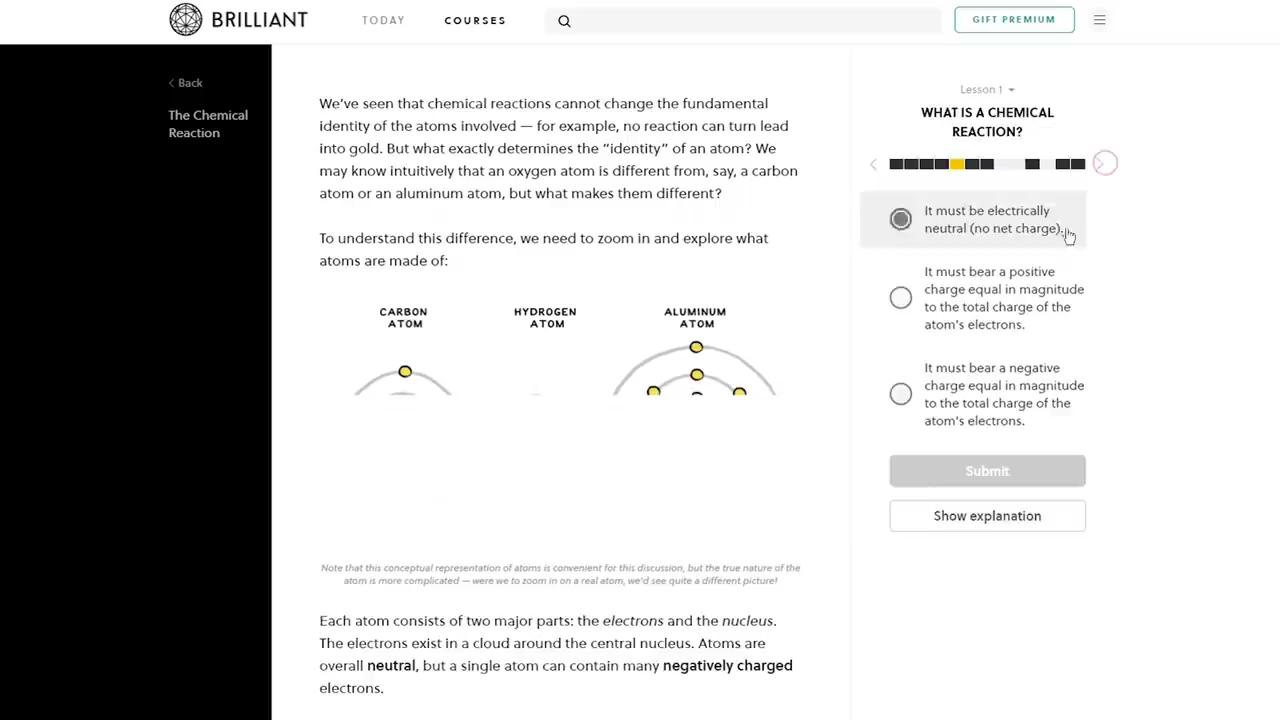 BRILLIANT
TODAY
COURSES
GIFT PREMIUM
Back
The Chemical
Reaction
We've seen that chemical reactions cannot change the fundamental
identity of the atoms involved — for example, no reaction can turn lead
into gold. But what exactly determines the “identity” of an atom? We
may know intuitively that an oxygen atom is different from, say, a carbon
atom or an aluminum atom, but what makes them different?
To understand this difference, we need to zoom in and explore what
atoms are made of:
CARBON
ATOM
HYDROGEN
ATOM
ALUMINUM
ATOM
Note that this conceptual representation of atoms is convenient for this discussion, but the true nature of the
atom is more complicated — were we to zoom in on a real atom, we'd see quite a different picture!
Each atom consists of two major parts: the electrons and the nucleus.
The electrons exist in a cloud around the central nucleus. Atoms are
overall neutral, but a single atom can contain many negatively charged
electrons.
Lesson 1
WHAT IS A CHEMICAL
REACTION?
It must be electrically
neutral (no net charge).
It must bear a positive
charge equal in magnitude
to the total charge of the
atom's electrons.
It must bear a negative
charge equal in magnitude
to the total charge of the
atom's electrons.
Submit
Show explanation